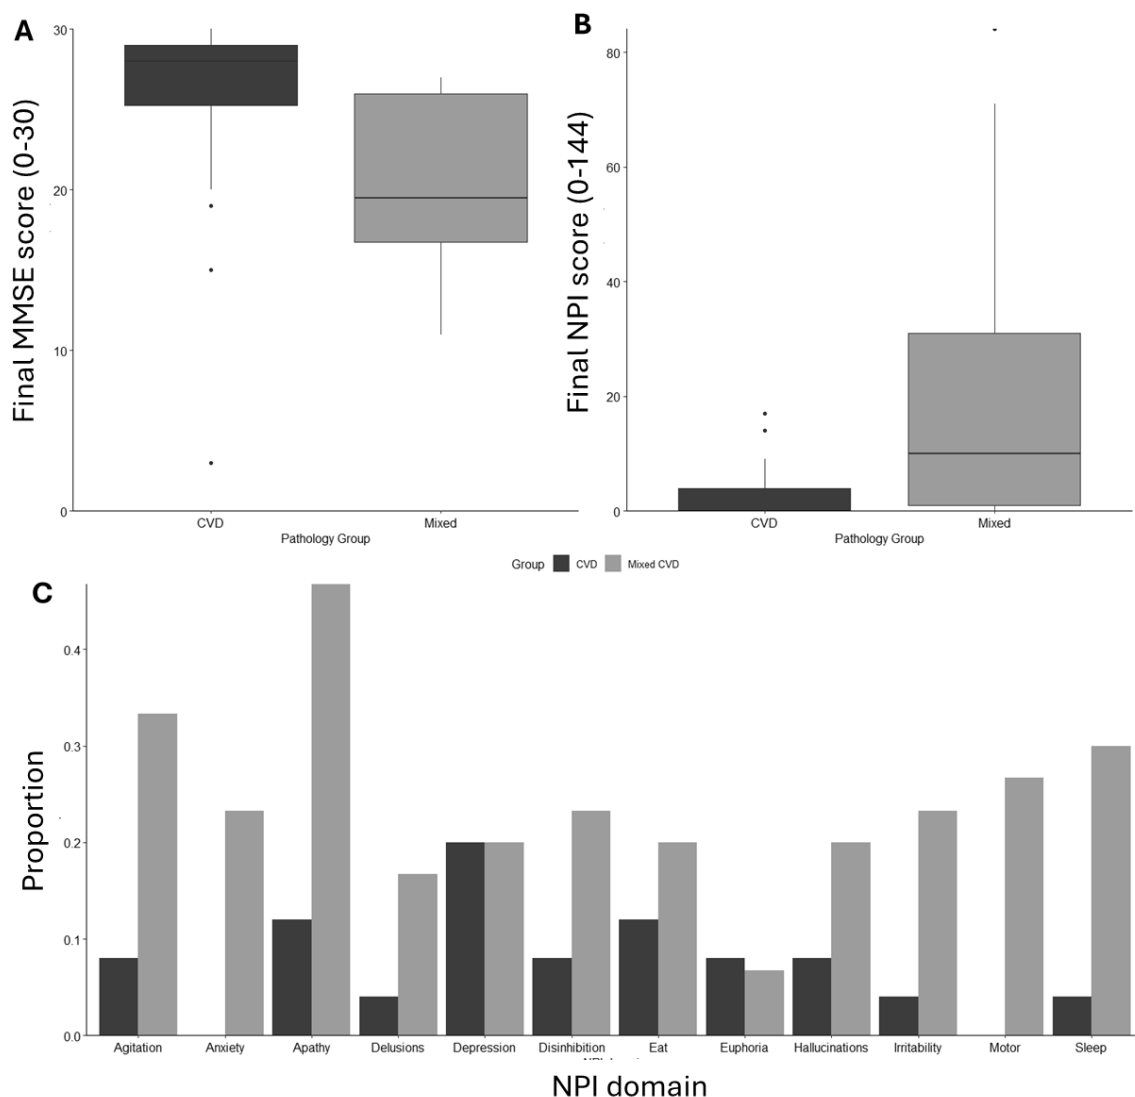 A
Final MMSE score (0-30)
30
20
10
0
CVD Mixed
Pathology Group
B
Final NPI score (0-144)
80
60
40
20
0
CVD Mixed
Pathology Group
Group CVD Mixed CVD
C
Proportion
0.4
0.3
0.2
0.1
0.0
Agitation Anxiety Apathy Delusions Depression Disinhibition Eat Euphoria Hallucinations Irritability Motor Sleep
NPI domain